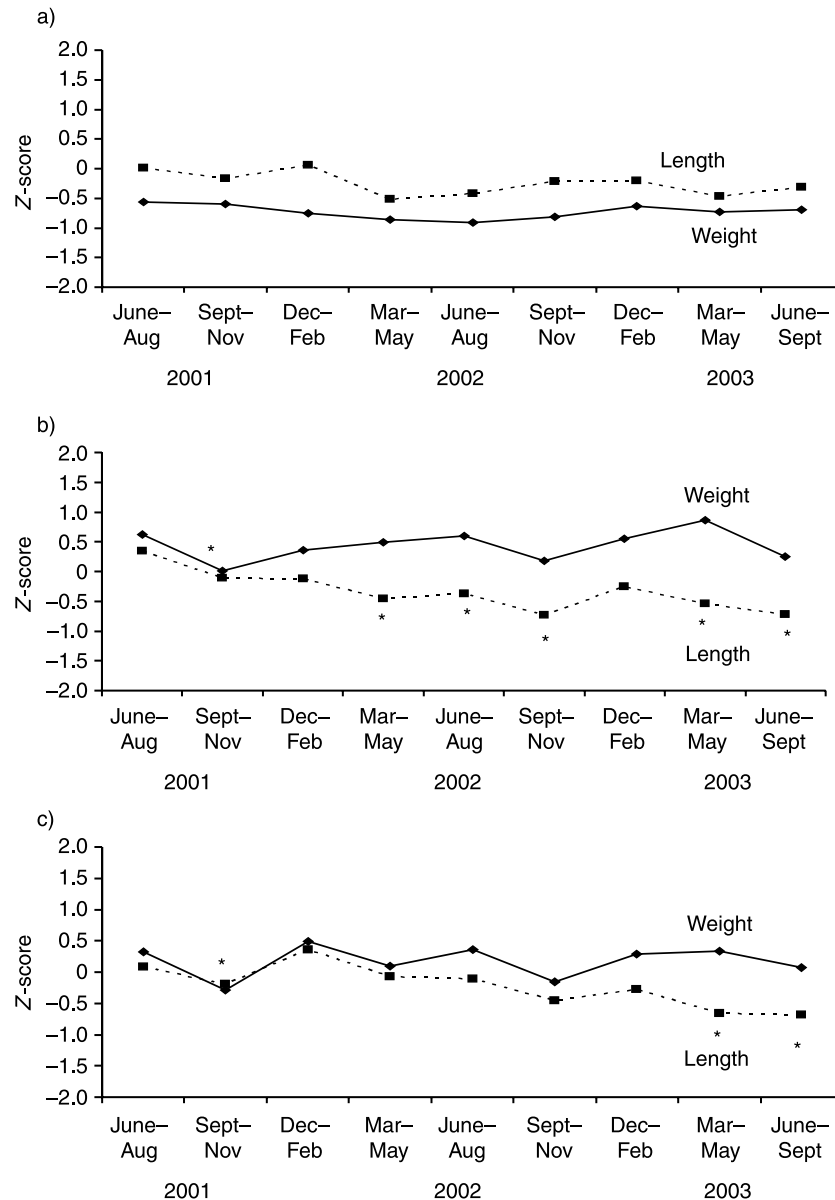 a)
2.0
1.5
1.0
0.5
0
−0.5
−1.0
−1.5
−2.0
Z-score
Length
Weight
June– Sept– Dec– Mar– June– Sept– Dec– Mar– June–
Aug Nov Feb May Aug Nov Feb May Sept
2001 2002 2003
b)
2.0
1.5
1.0
0.5
0
−0.5
−1.0
−1.5
−2.0
Z-score
Weight
*
* * * * *
Length
June– Sept– Dec– Mar– June– Sept– Dec– Mar– June–
Aug Nov Feb May Aug Nov Feb May Sept
2001 2002 2003
c)
2.0
1.5
1.0
0.5
0
−0.5
−1.0
−1.5
−2.0
Z-score
Weight
*
* *
Length
June– Sept– Dec– Mar– June– Sept– Dec– Mar– June–
Aug Nov Feb May Aug Nov Feb May Sept
2001 2002 2003